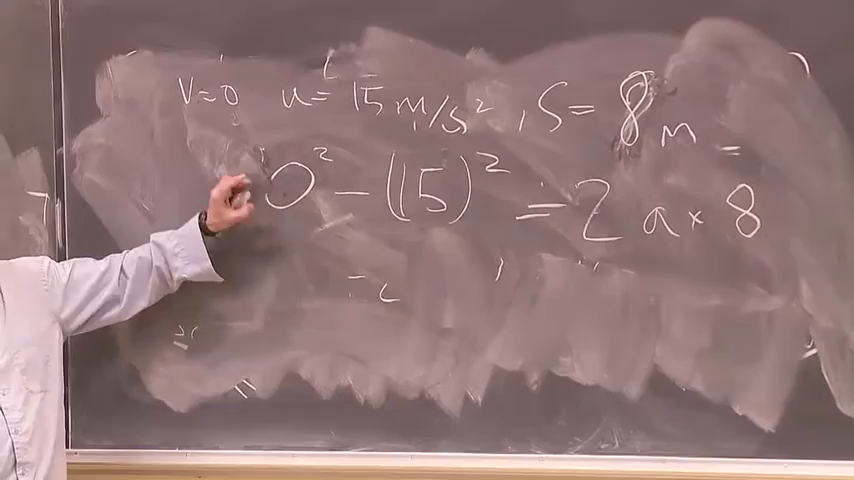 v=0 u= 15 m/s², S= 8 m
0² - (15)² = 2 a × 8